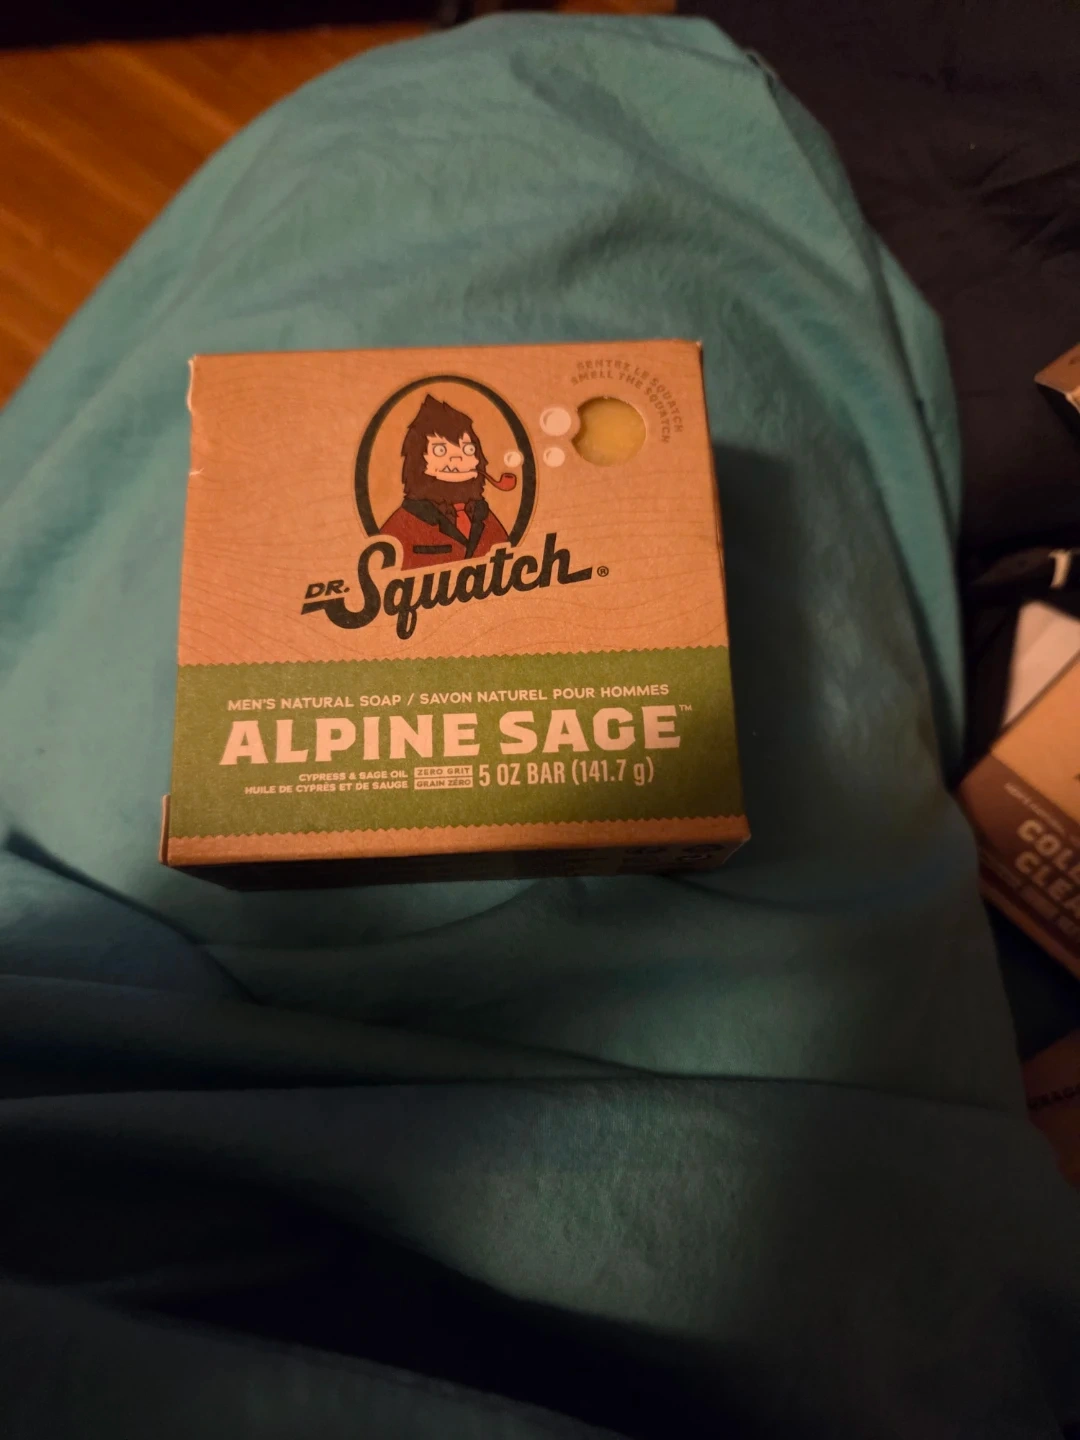 SENTEZ LE SQUATCH
SMELL THE SQUATCH
DR. Squatch®
MEN'S NATURAL SOAP / SAVON NATUREL POUR HOMMES
ALPINE SAGE™
CYPRESS & SAGE OIL
HUILE DE CYPRÈS ET DE SAUGE
ZERO GRIT
GRAIN ZÉRO
5 OZ BAR (141.7 g)